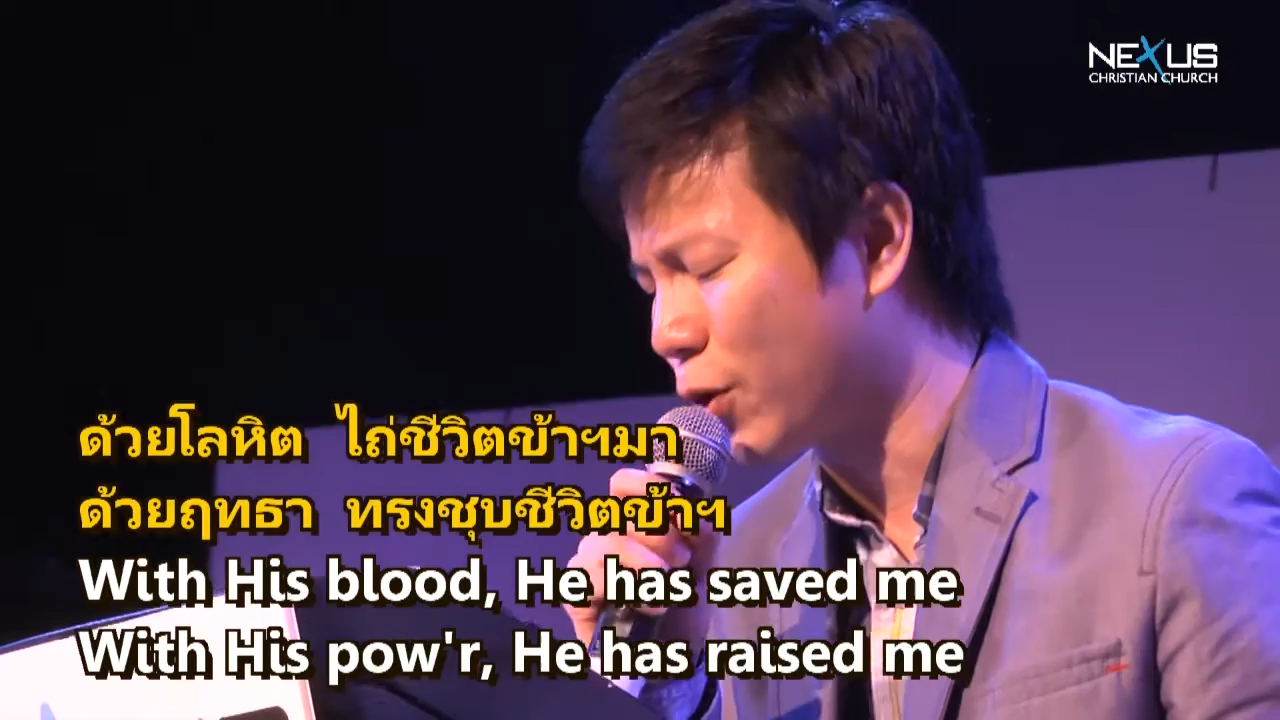 NEXUS
CHRISTIAN CHURCH
ด้วยโลหิต ไถ่ชีวิตข้าฯมา
ด้วยฤทธา ทรงชุบชีวิตข้าฯ
With His blood, He has saved me
With His pow'r, He has raised me